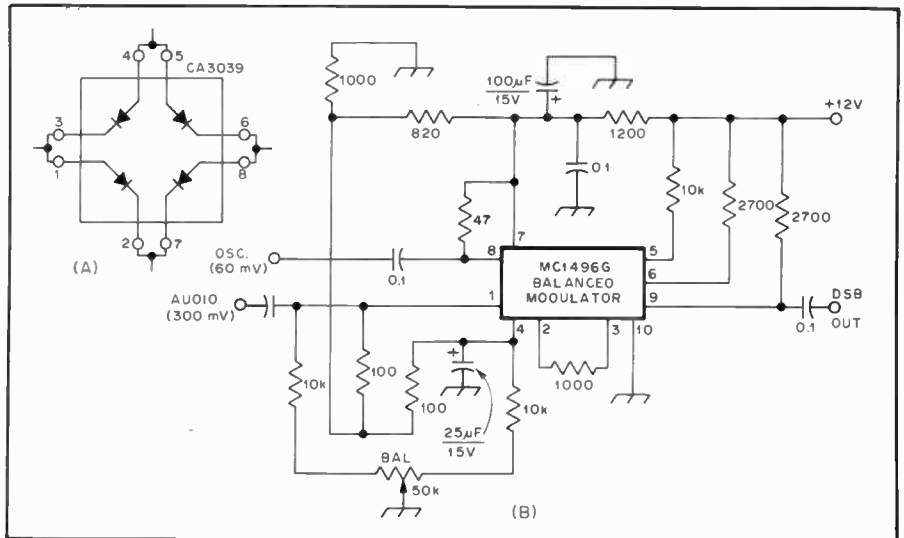 4 5
CA3039
3
1
6
8
2 7
(A)
1000
820
100µF
15V
+
1200
+12V
0.1
10k
2700
2700
47
7
OSC.
(60 mV)
0.1
8
MC1496G
BALANCED
MODULATOR
5
6
9
AUDIO
(300 mV)
1
4
2
3
10
0.1
DSB
OUT
10k
100
100
+
25µF
15V
10k
1000
BAL
50k
(B)